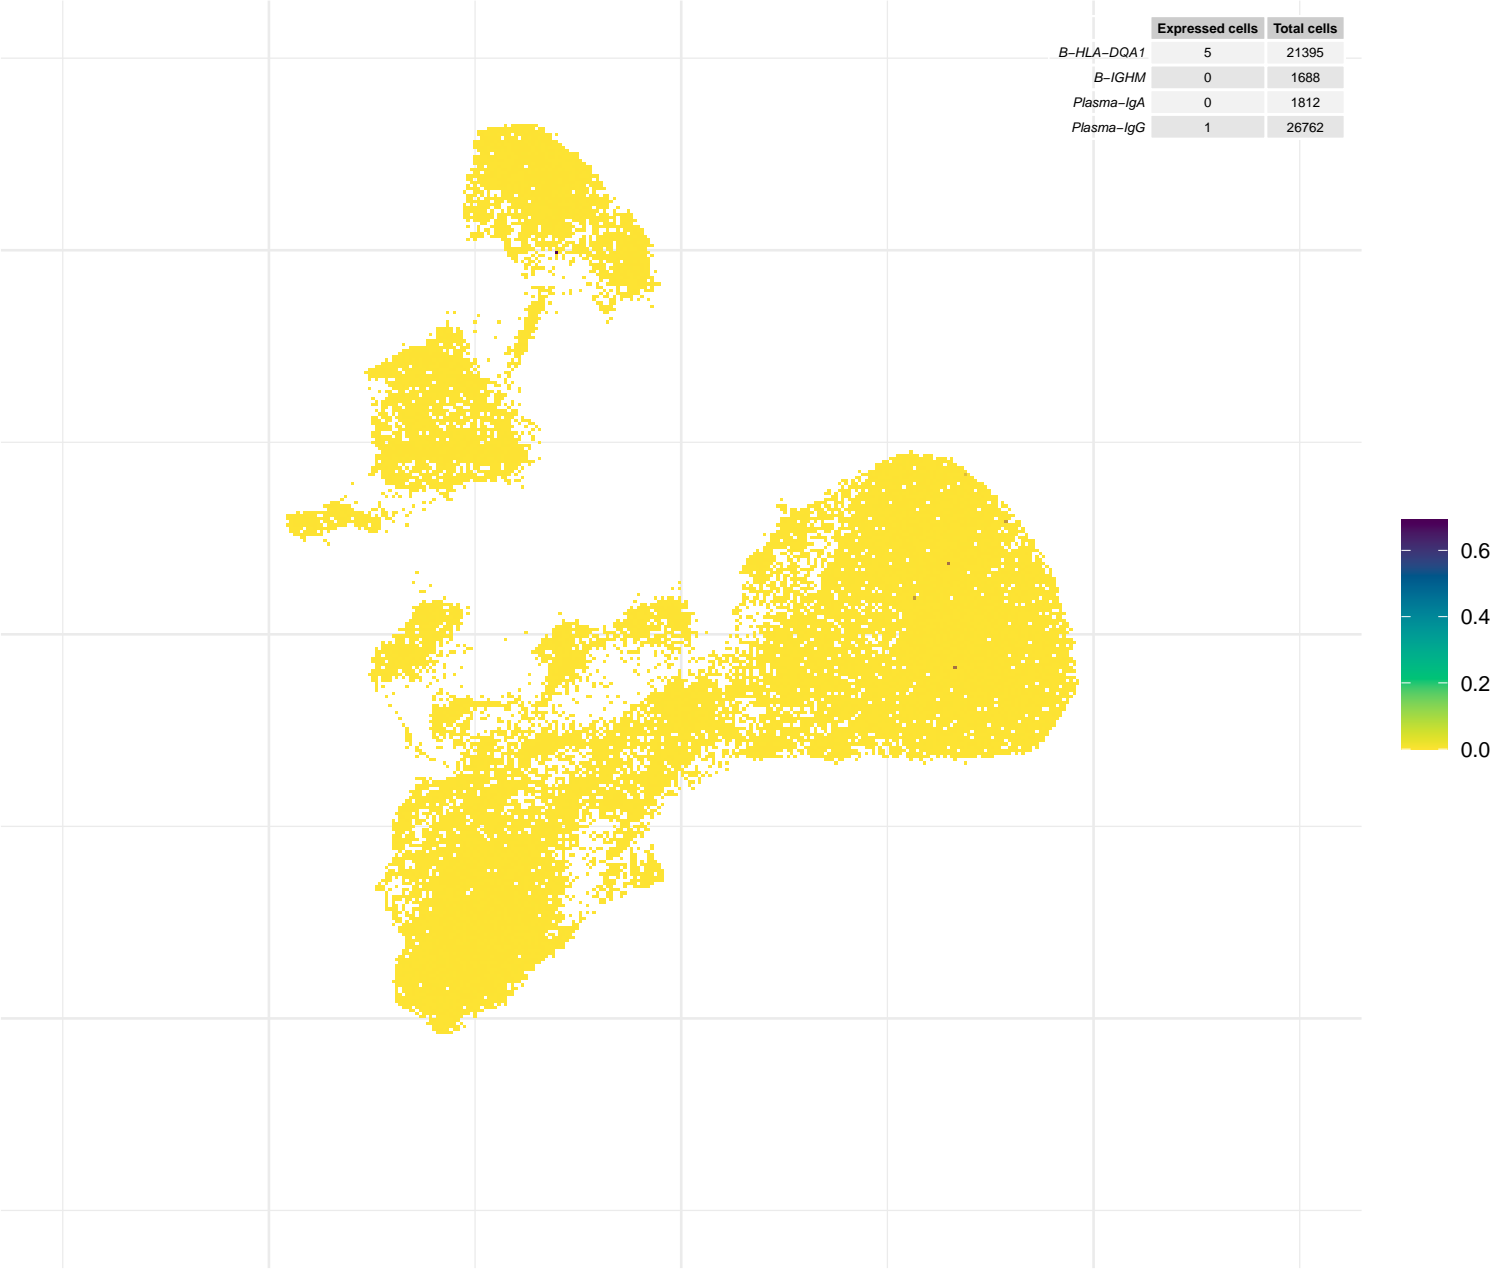 Expressed cells Total cells
B−HLA−DQA1 5 21395
B−IGHM 0 1688
Plasma−IgA 0 1812
Plasma−IgG 1 26762
0.6
0.4
0.2
0.0